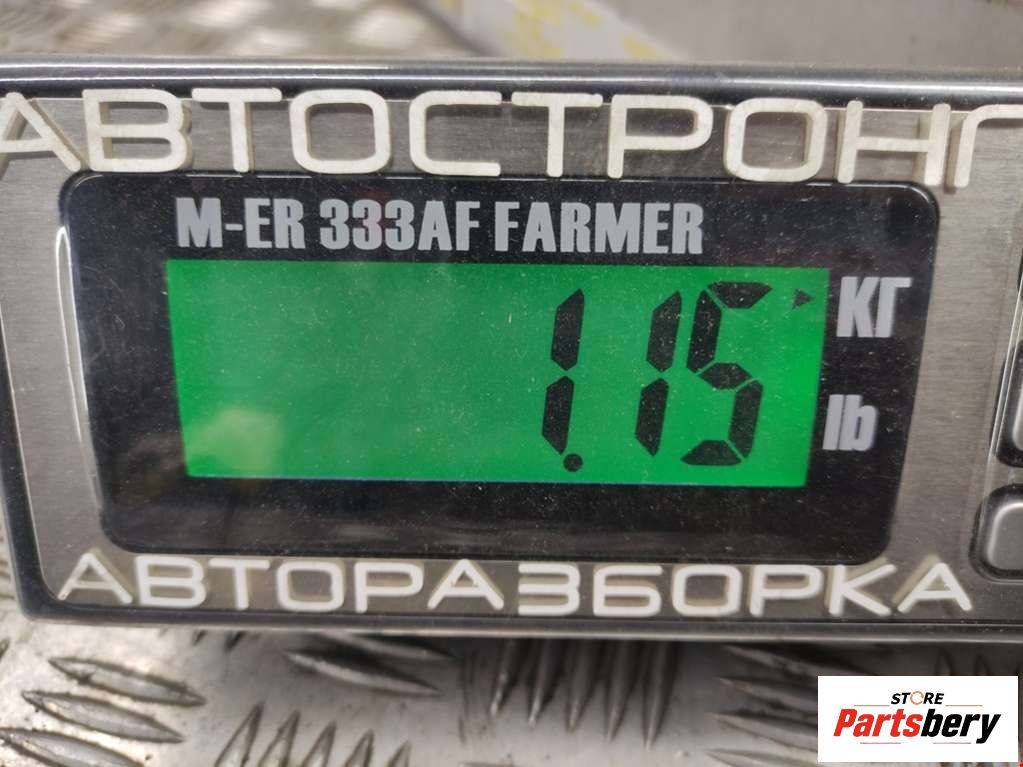 АВТОСТРОНГ
M-ER 333AF FARMER
1.15 КГ
lb
АВТОРАЗБОРКА
STORE
Partsbery